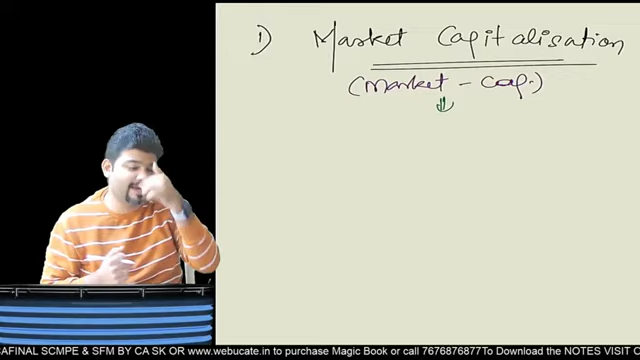 1) Market Capitalisation
(Market - Cap.)
SAFINAL SCMPE & SFM BY CA SK OR www.webucate.in to purchase Magic Book or call 7676876877To Download the NOTES VISIT O